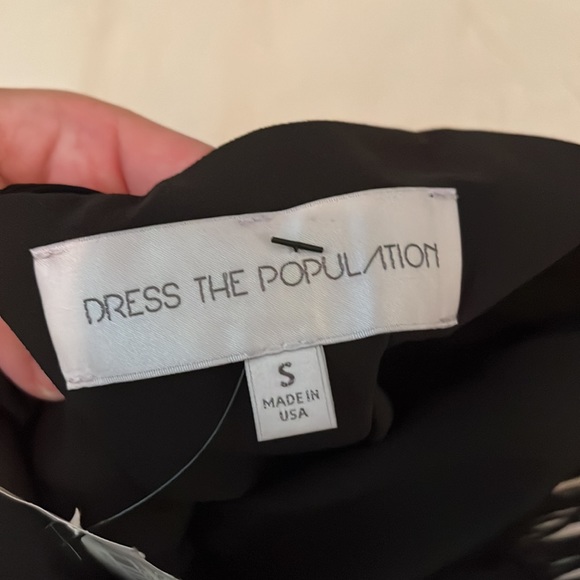 DRESS THE POPULATION
S
MADE IN
USA